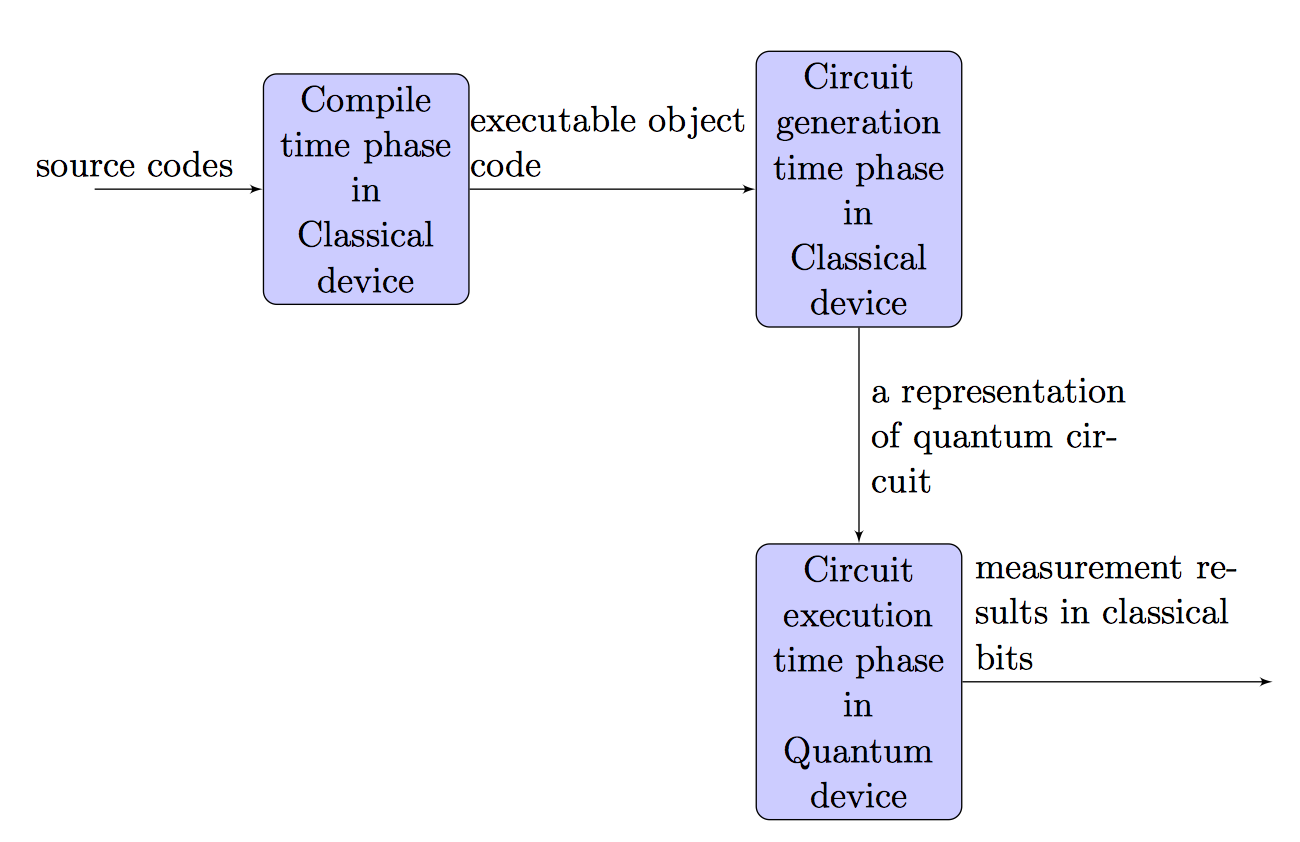 source codes
Compile
time phase
in
Classical
device
executable object
code
Circuit
generation
time phase
in
Classical
device
a representation
of quantum cir-
cuit
Circuit
execution
time phase
in
Quantum
device
measurement re-
sults in classical
bits